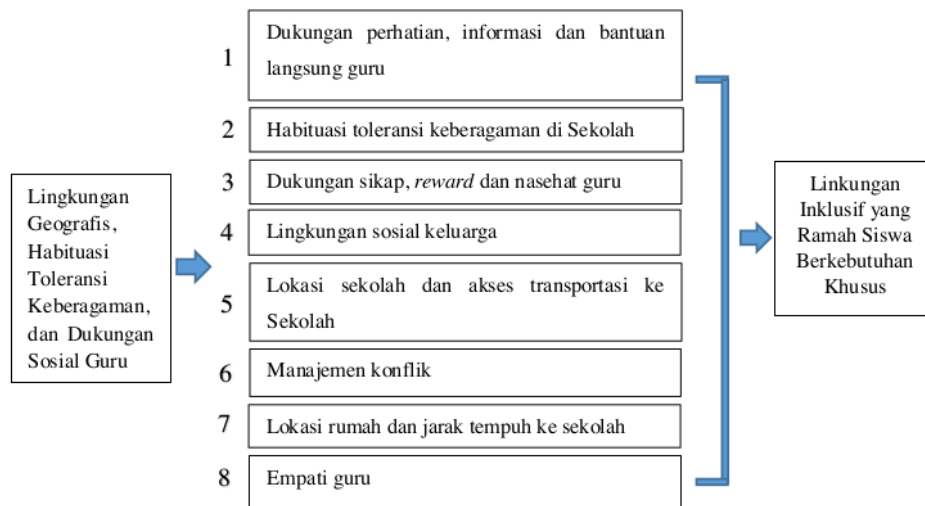 Lingkungan
Geografis,
Habituasi
Toleransi
Keberagaman,
dan Dukungan
Sosial Guru
1
Dukungan perhatian, informasi dan bantuan
langsung guru
2
Habituasi toleransi keberagaman di Sekolah
3
Dukungan sikap, reward dan nasehat guru
4
Lingkungan sosial keluarga
5
Lokasi sekolah dan akses transportasi ke
Sekolah
6
Manajemen konflik
7
Lokasi rumah dan jarak tempuh ke sekolah
8
Empati guru
Linkungan
Inklusif yang
Ramah Siswa
Berkebutuhan
Khusus